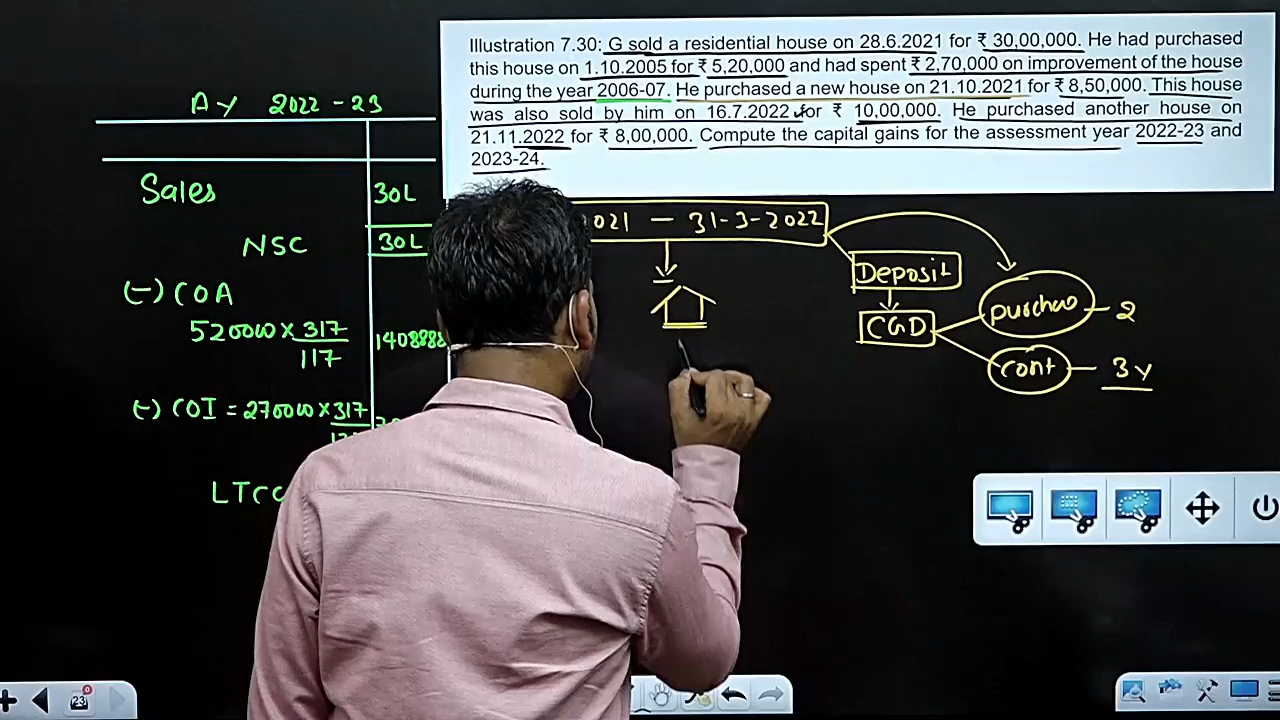 Illustration 7.30: G sold a residential house on 28.6.2021 for ₹ 30,00,000. He had purchased
this house on 1.10.2005 for ₹ 5,20,000 and had spent ₹ 2,70,000 on improvement of the house
during the year 2006-07. He purchased a new house on 21.10.2021 for ₹ 8,50,000. This house
was also sold by him on 16.7.2022 for ₹ 10,00,000. He purchased another house on
21.11.2022 for ₹ 8,00,000. Compute the capital gains for the assessment year 2022-23 and
2023-24.
AY 2022-23
Sales 30L
NSC 30L
(-) COA
520000 × 317
117
1408888
(-) COI = 270000 × 317
021 — 31-3-2022
Deposit
CGD
purchas – 2
const – 3 Y
23
0